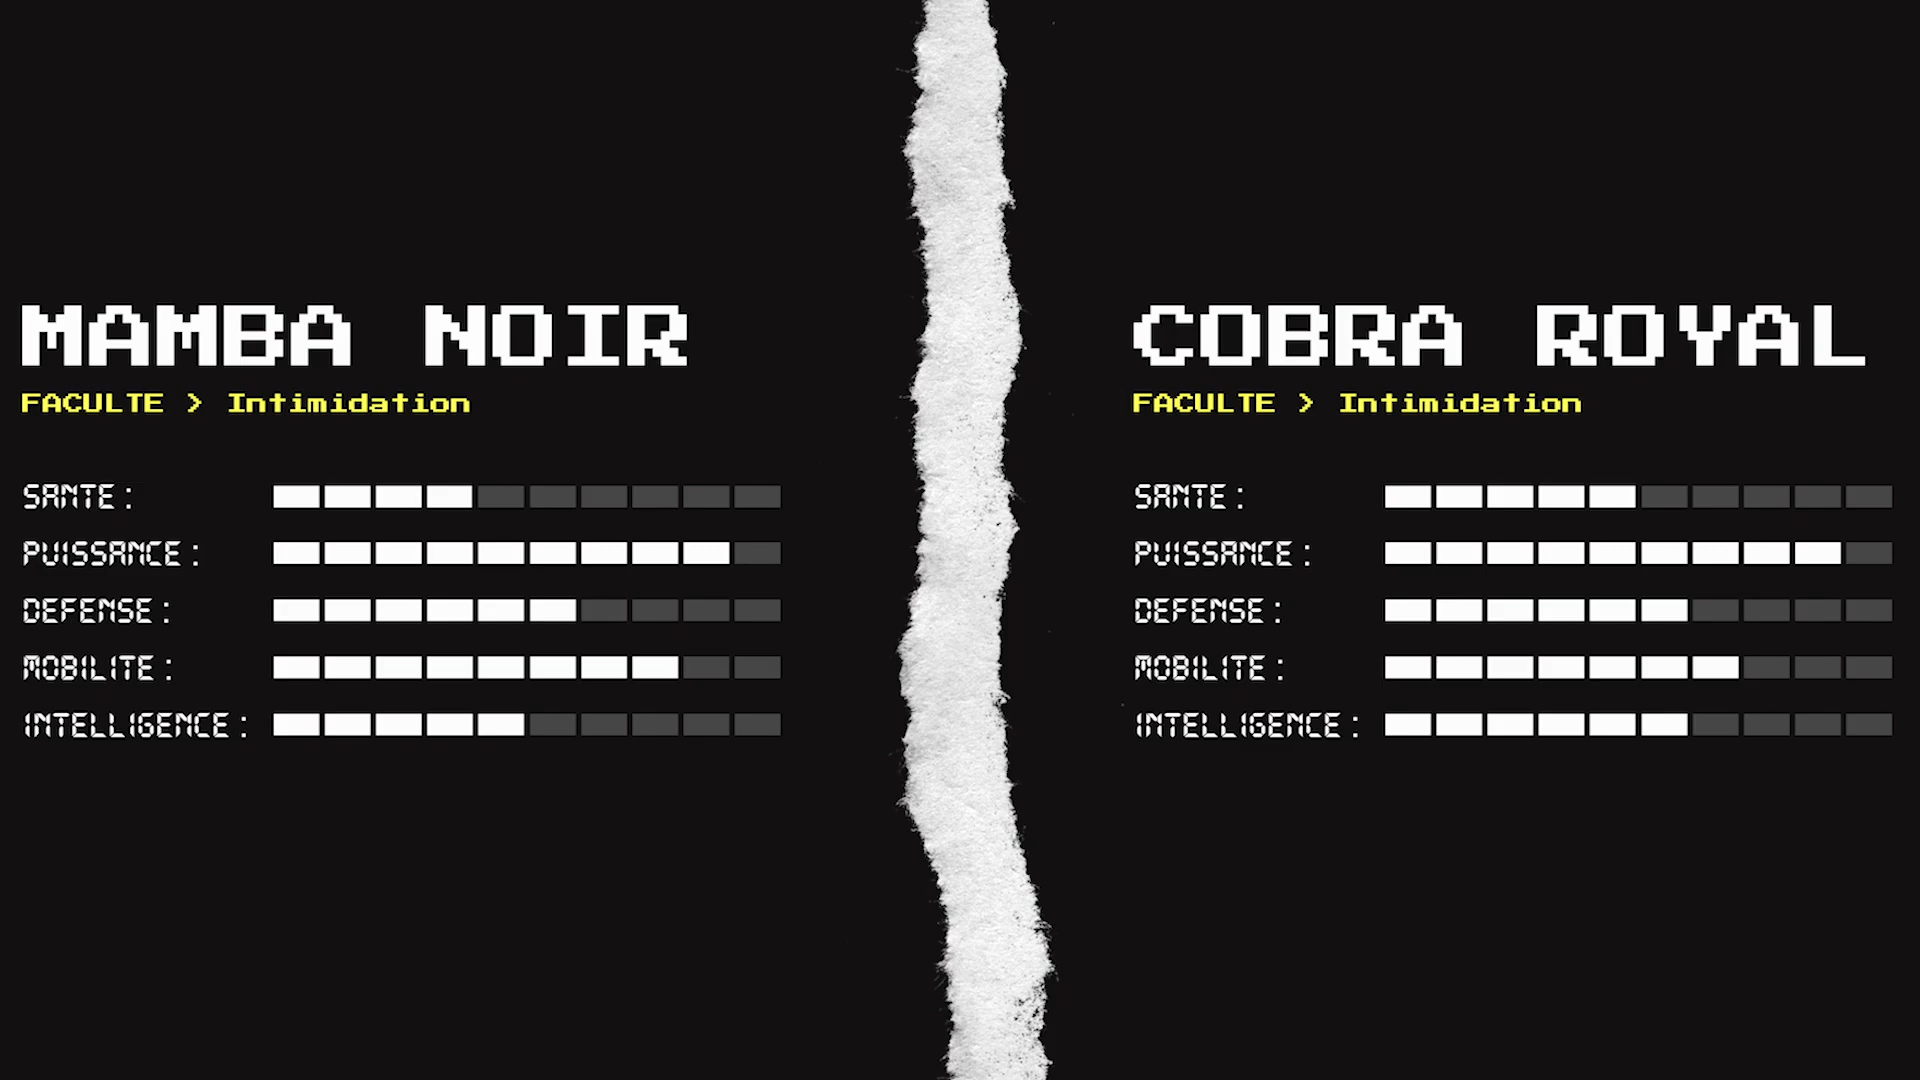 MAMBA NOIR
FACULTE > Intimidation
SANTE :
PUISSANCE :
DEFENSE :
MOBILITE :
INTELLIGENCE :
COBRA ROYAL
FACULTE > Intimidation
SANTE :
PUISSANCE :
DEFENSE :
MOBILITE :
INTELLIGENCE :